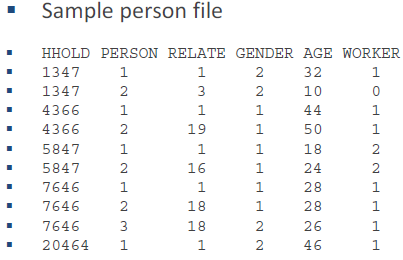 Sample person file
HHOLD PERSON RELATE GENDER AGE WORKER
1347 1 1 2 32 1
1347 2 3 2 10 0
4366 1 1 1 44 1
4366 2 19 1 50 1
5847 1 1 1 18 2
5847 2 16 1 24 2
7646 1 1 1 28 1
7646 2 18 1 28 1
7646 3 18 2 26 1
20464 1 1 2 46 1